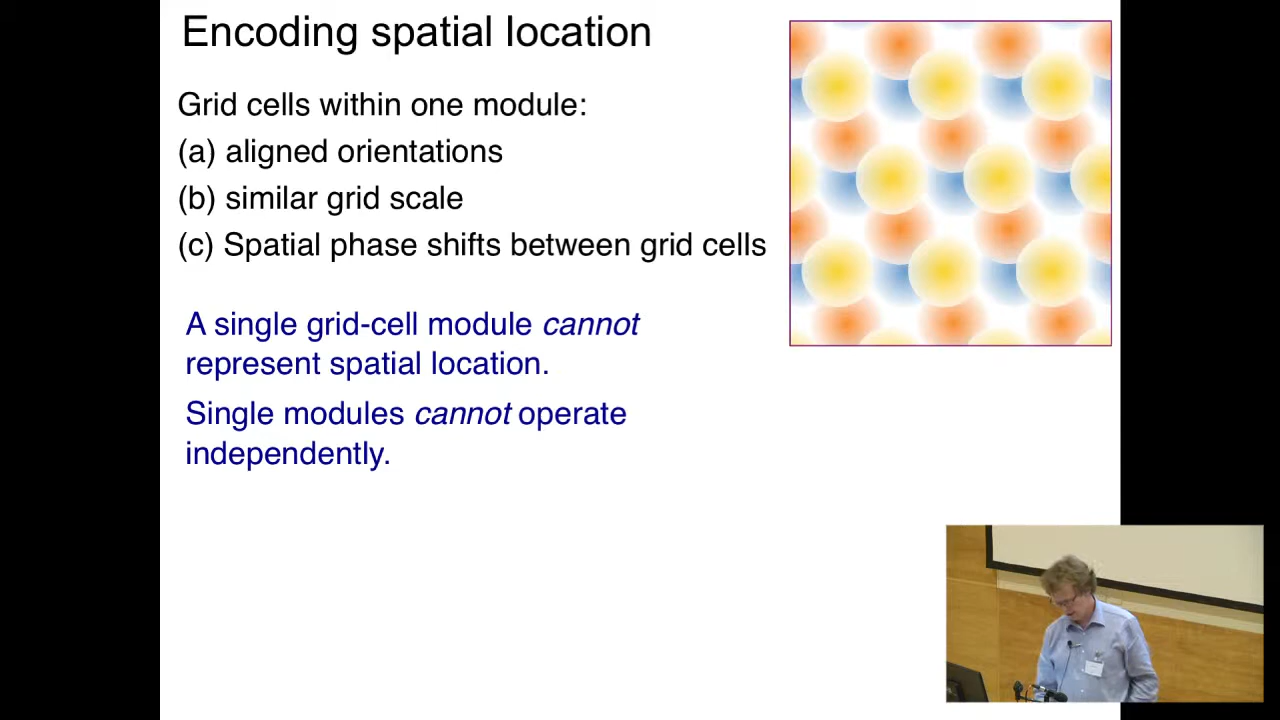 Encoding spatial location
Grid cells within one module:
(a) aligned orientations
(b) similar grid scale
(c) Spatial phase shifts between grid cells
A single grid-cell module cannot
represent spatial location.
Single modules cannot operate
independently.